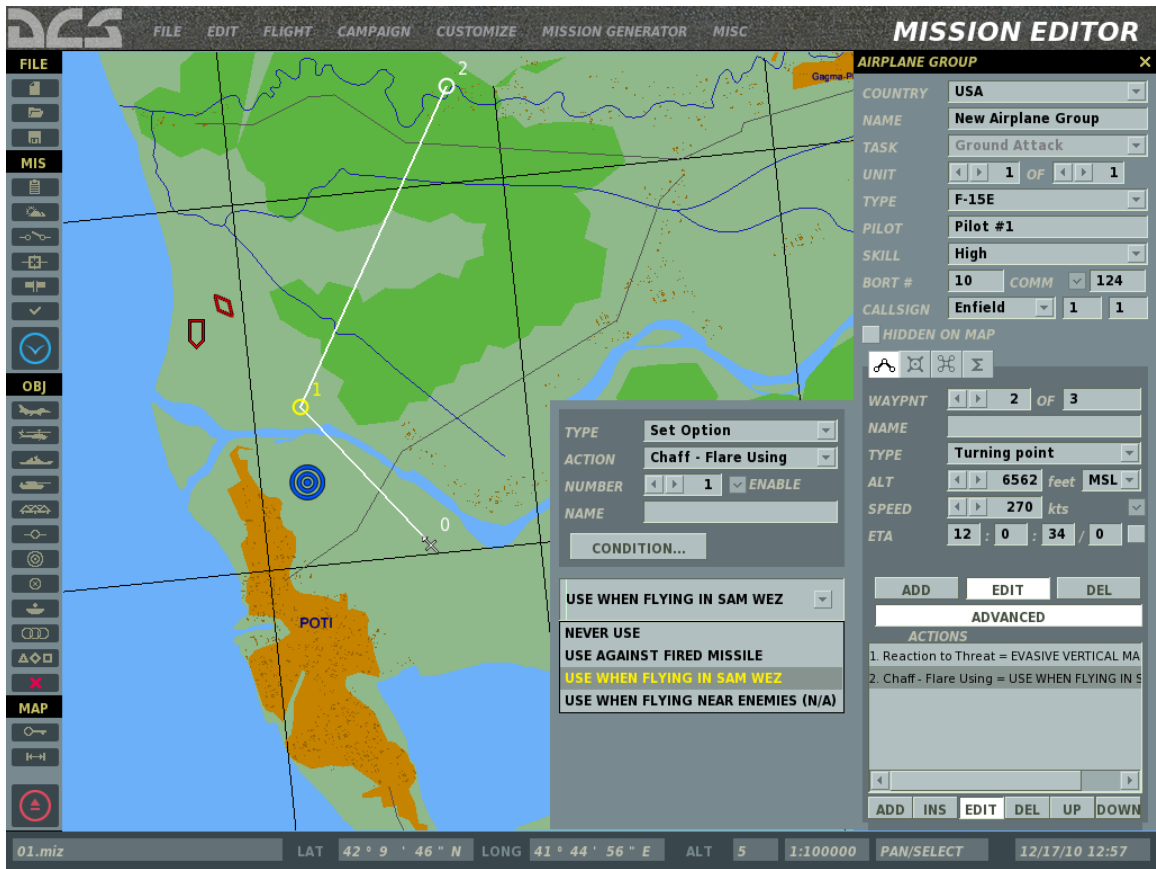 DCS
FILE EDIT FLIGHT CAMPAIGN CUSTOMIZE MISSION GENERATOR MISC
MISSION EDITOR
FILE
MIS
OBJ
MAP
2
1
0
POTI
AIRPLANE GROUP ×
COUNTRY USA
NAME New Airplane Group
TASK Ground Attack
UNIT 1 OF 1
TYPE F-15E
PILOT Pilot #1
SKILL High
BORT # 10 COMM 124
CALLSIGN Enfield 1 1
HIDDEN ON MAP
WAYPNT 2 OF 3
NAME
TYPE Turning point
ALT 6562 feet MSL
SPEED 270 kts
ETA 12 : 0 : 34 / 0
ADD EDIT DEL
ADVANCED
ACTIONS
1. Reaction to Threat = EVASIVE VERTICAL MA
2. Chaff - Flare Using = USE WHEN FLYING IN S
ADD INS EDIT DEL UP DOWN
TYPE Set Option
ACTION Chaff - Flare Using
NUMBER 1 ENABLE
NAME
CONDITION...
USE WHEN FLYING IN SAM WEZ
NEVER USE
USE AGAINST FIRED MISSILE
USE WHEN FLYING IN SAM WEZ
USE WHEN FLYING NEAR ENEMIES (N/A)
01.miz LAT 42 ° 9 ' 46 " N LONG 41 ° 44 ' 56 " E ALT 5 1:100000 PAN/SELECT 12/17/10 12:57